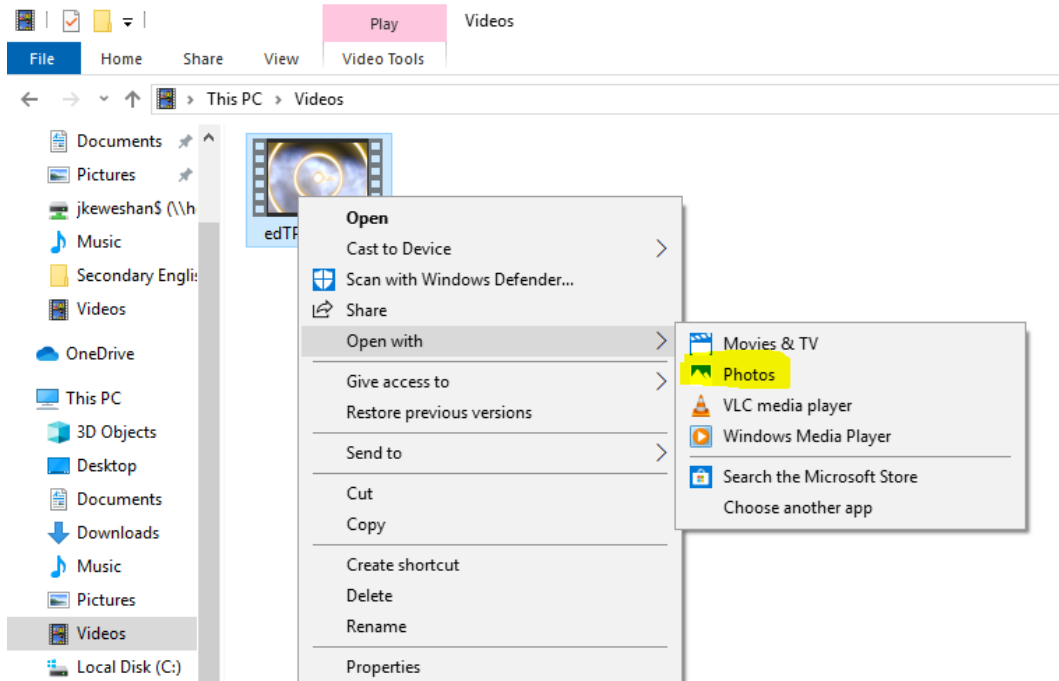 Play
Videos
File
Home
Share
View
Video Tools
This PC
Videos
Documents
Pictures
jkeweshan$ (\\h
Music
Secondary Englis
Videos
OneDrive
This PC
3D Objects
Desktop
Documents
Downloads
Music
Pictures
Videos
Local Disk (C:)
edTP
Open
Cast to Device
Scan with Windows Defender...
Share
Open with
Give access to
Restore previous versions
Send to
Cut
Copy
Create shortcut
Delete
Rename
Properties
Movies & TV
Photos
VLC media player
Windows Media Player
Search the Microsoft Store
Choose another app